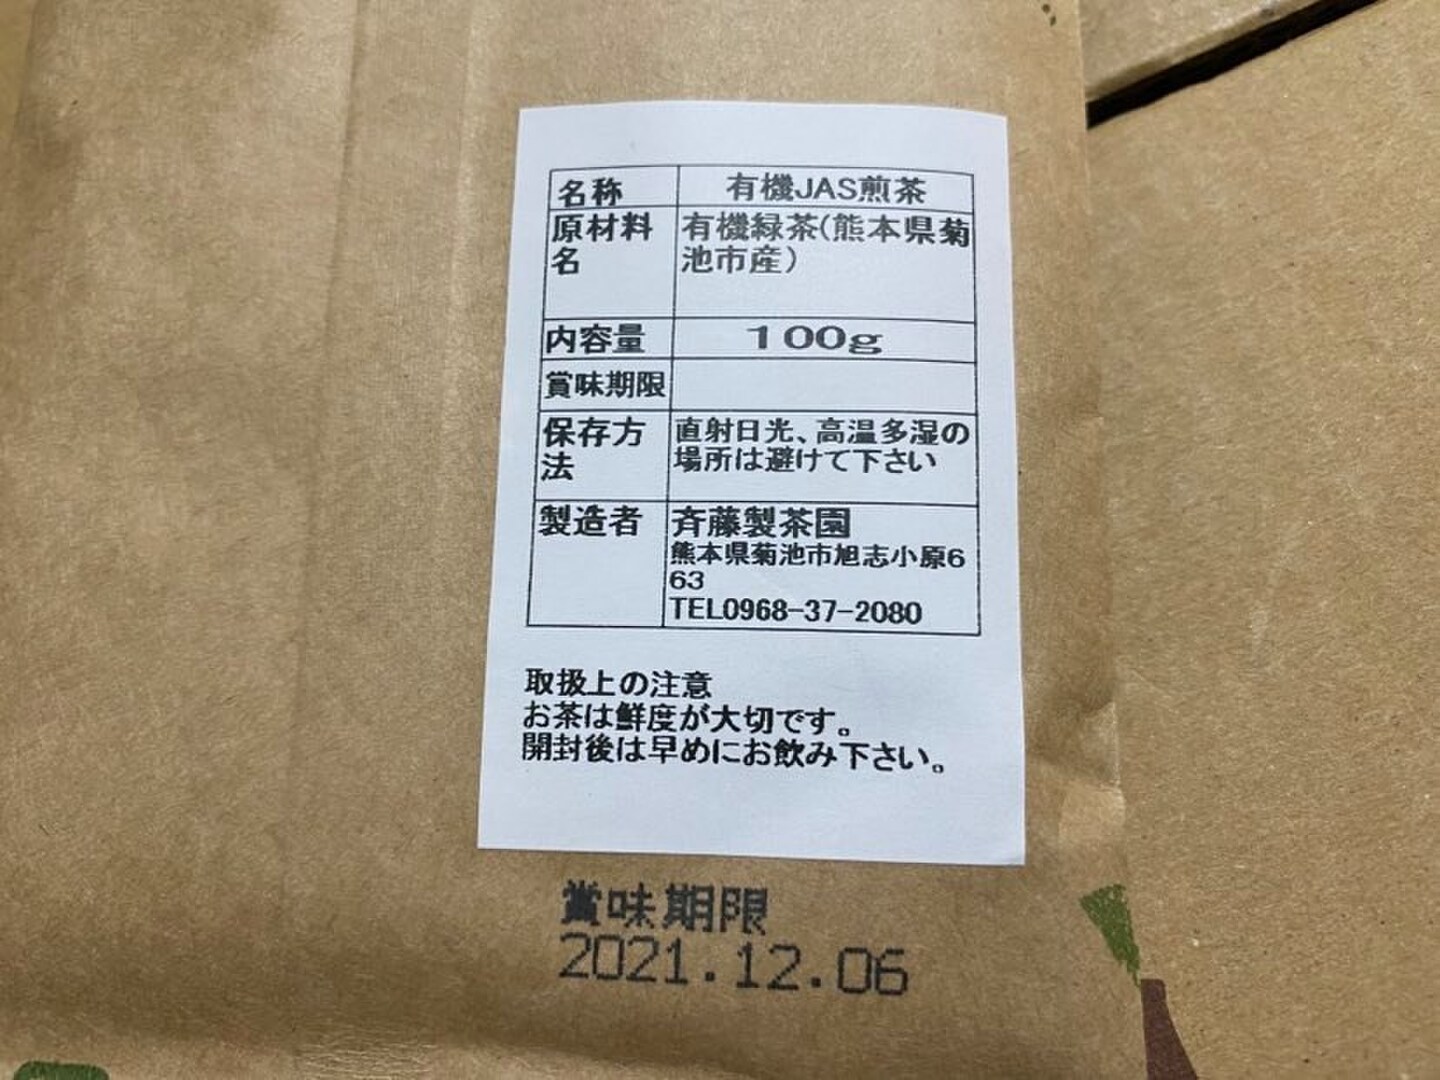 名称 有機JAS煎茶
原材料名 有機緑茶(熊本県菊
池市産)
内容量 100g
賞味期限
保存方法 直射日光、高温多湿の
場所は避けて下さい
製造者 斉藤製茶園
熊本県菊池市旭志小原6
63
TEL0968-37-2080
取扱上の注意
お茶は鮮度が大切です。
開封後は早めにお飲み下さい。
賞味期限
2021.12.06